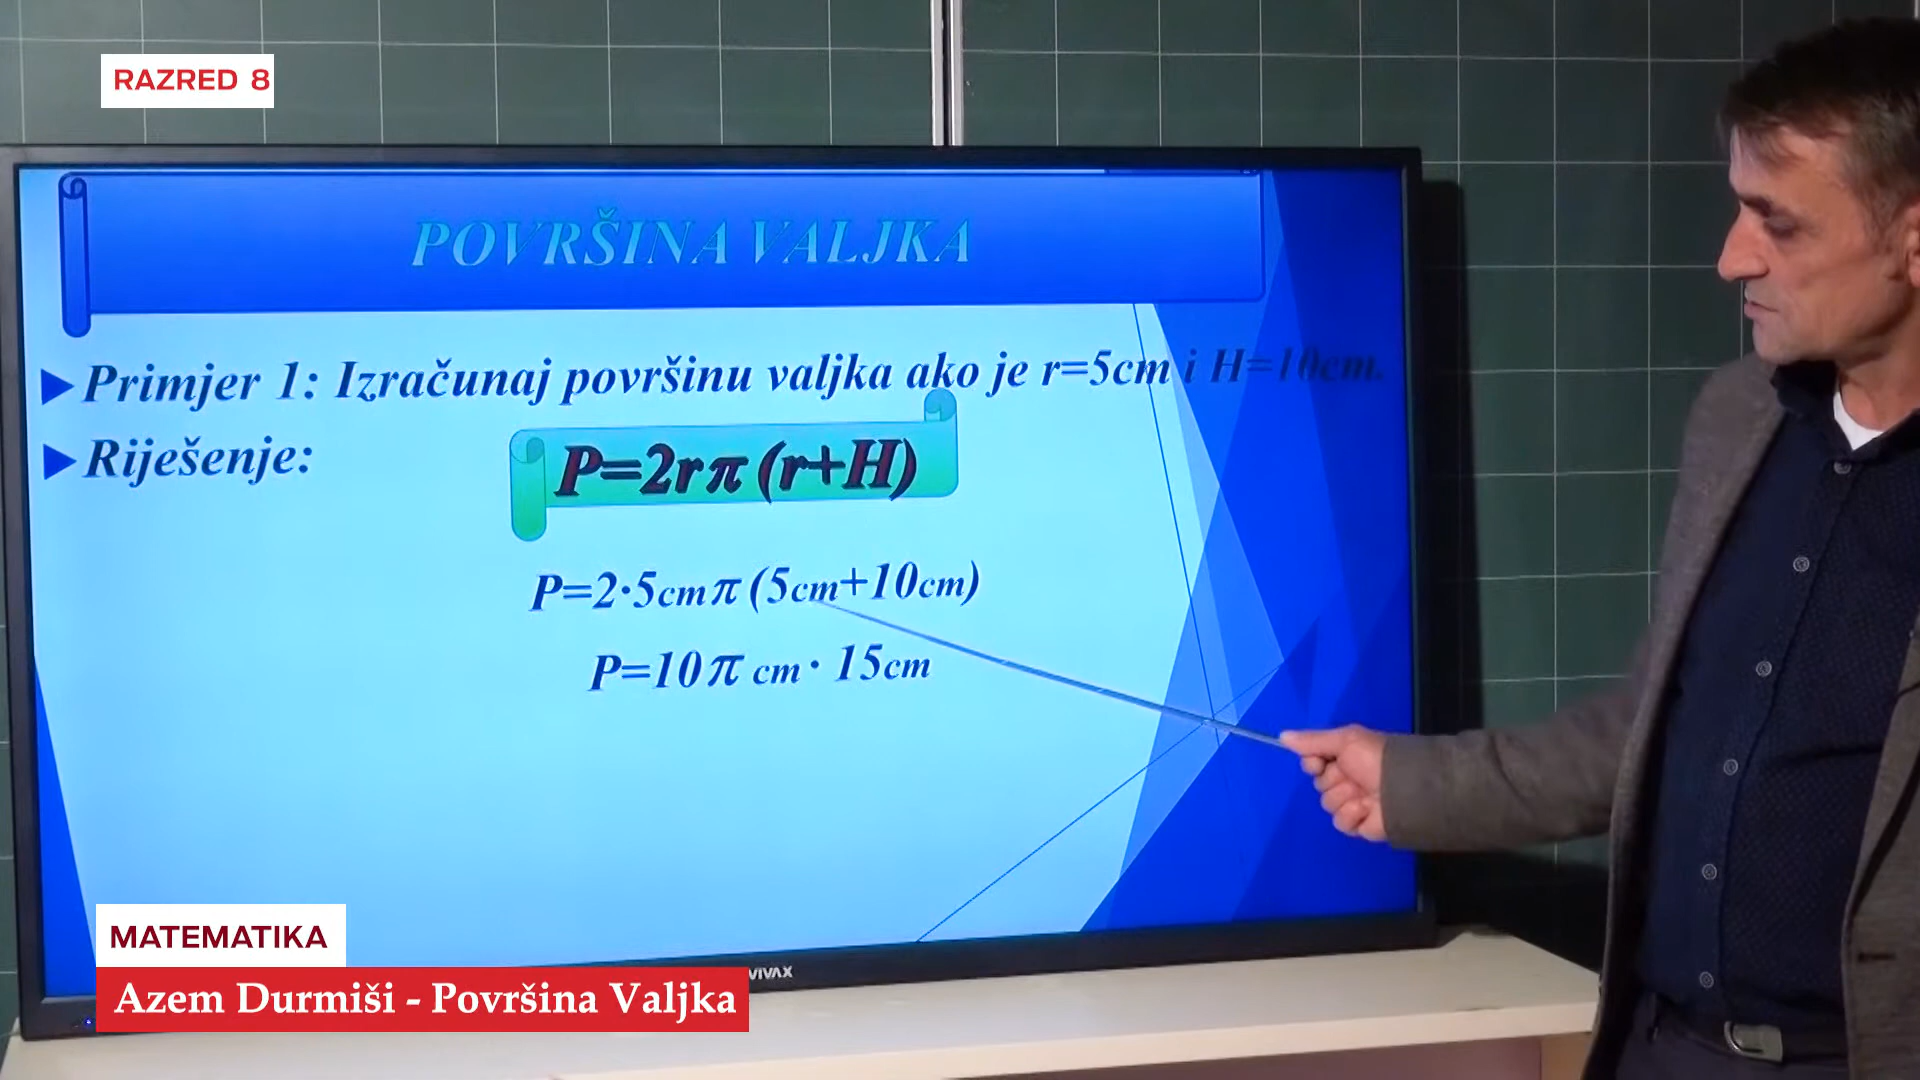 RAZRED 8
POVRŠINA VALJKA
Primjer 1: Izračunaj površinu valjka ako je r=5cm i H=10cm.
Riješenje:
P=2rπ(r+H)
P=2·5cmπ(5cm+10cm)
P=10π cm · 15cm
VIVAX
MATEMATIKA
Azem Durmiši - Površina Valjka